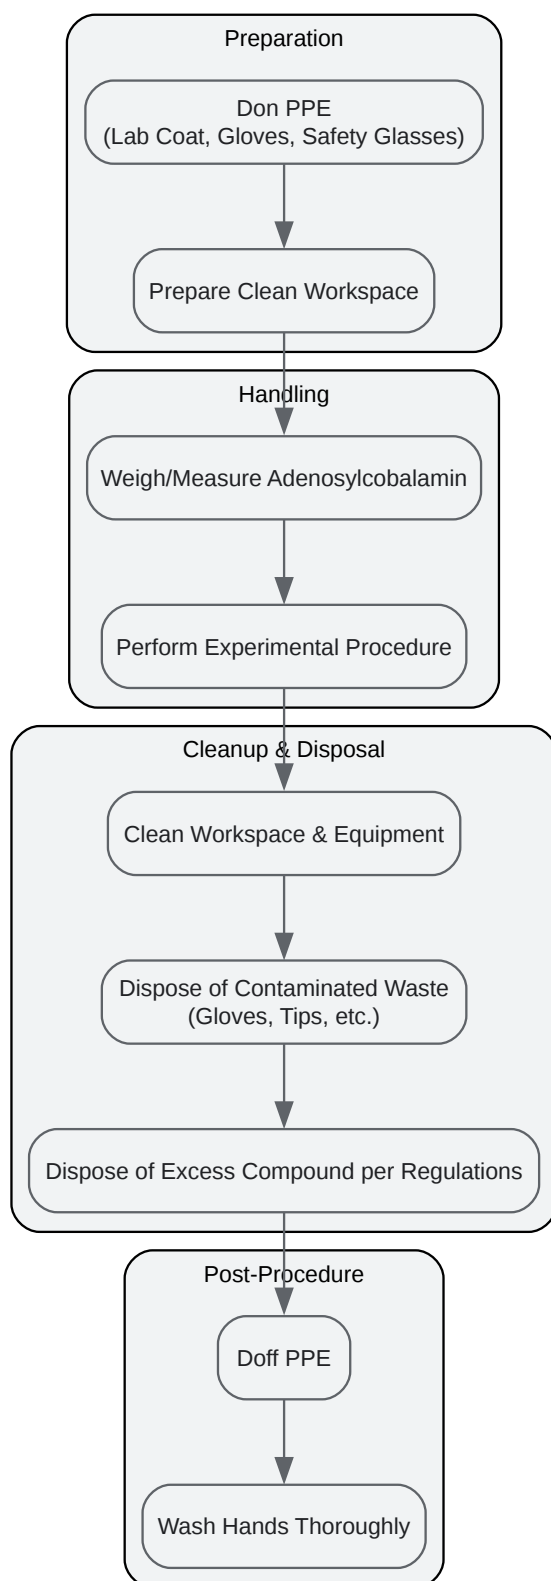 Preparation
Don PPE
(Lab Coat, Gloves, Safety Glasses)
Prepare Clean Workspace
Handling
Weigh/Measure Adenosylcobalamin
Perform Experimental Procedure
Cleanup & Disposal
Clean Workspace & Equipment
Dispose of Contaminated Waste
(Gloves, Tips, etc.)
Dispose of Excess Compound per Regulations
Post-Procedure
Doff PPE
Wash Hands Thoroughly